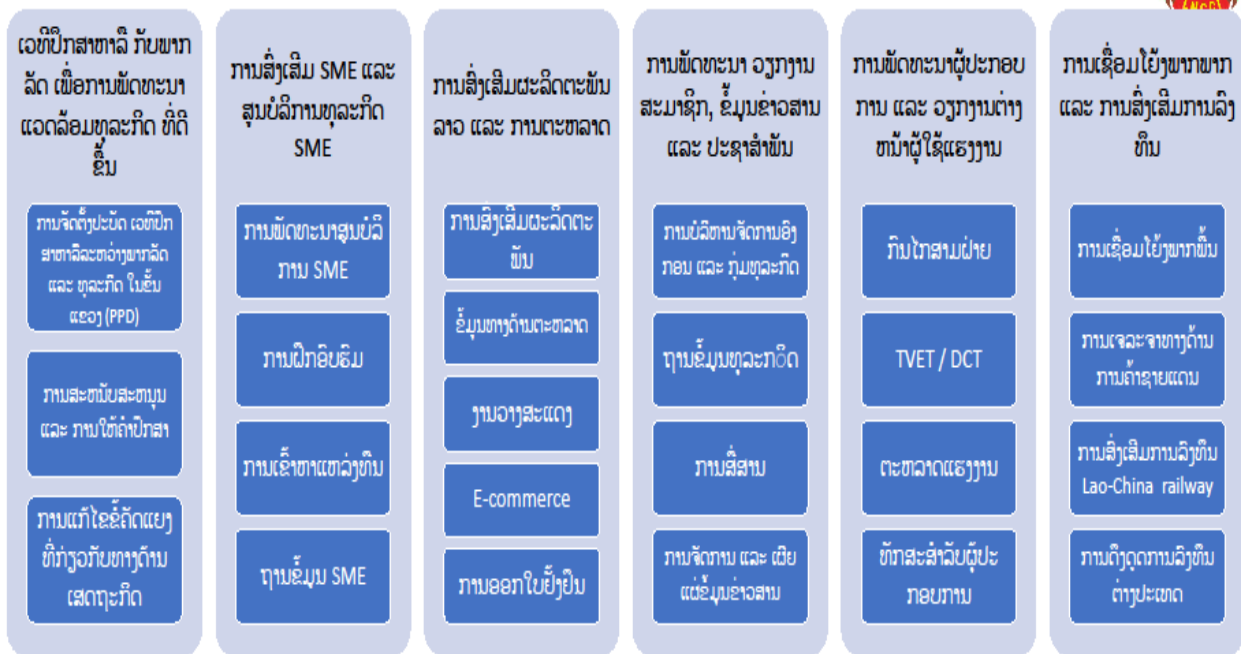 ເວທີປຶກສາຫາລື ກັບພາກ
ລັດ ເພື່ອການພັດທະນາ
ແວດລ້ອມທຸລະກິດ ທີ່ດີ
ຂຶ້ນ
ການຈັດຕັ້ງປະບັດ ເວທີປຶກ
ສາຫາລືລະຫວ່າງພາກລັດ
ແລະ ທຸລະກິດ ໃນຂັ້ນ
ແຂວງ (PPD)
ການສະຫນັບສະຫນຸນ
ແລະ ການໃຫ້ຄຳປຶກສາ
ການແກ້ໄຂຂໍ້ຄັດແຍງ
ທີ່ກ່ຽວກັບທາງດ້ານ
ເສດຖະກິດ
ການສົ່ງເສີມ SME ແລະ
ສູນບໍລິການທຸລະກິດ
SME
ການພັດທະນາສູນບໍລິ
ການ SME
ການຝຶກອົບຮົມ
ການເຂົ້າຫາແຫລ່ງທຶນ
ຖານຂໍ້ມູນ SME
ການສົ່ງເສີມຜະລິດຕະພັນ
ລາວ ແລະ ການຕະຫລາດ
ການສົ່ງເສີມຜະລິດຕະ
ພັນ
ຂໍ້ມູນທາງດ້ານຕະຫລາດ
ງານວາງສະແດງ
E-commerce
ການອອກໃບຢັ້ງຢືນ
ການພັດທະນາ ວຽກງານ
ສະມາຊິກ, ຂໍ້ມູນຂ່າວສານ
ແລະ ປະຊາສຳພັນ
ການບໍລິຫານຈັດການອົງ
ກອນ ແລະ ກຸ່ມທຸລະກິດ
ຖານຂໍ້ມູນທຸລະກິດ
ການສື່ສານ
ການຈັດການ ແລະ ເຜີຍ
ແຜ່ຂໍ້ມູນຂ່າວສານ
ການພັດທະນາຜູ້ປະກອບ
ການ ແລະ ວຽກງານຕ່າງ
ຫນ້າຜູ້ໃຊ້ແຮງງານ
ກົນໄກສາມຝ່າຍ
TVET / DCT
ຕະຫລາດແຮງງານ
ທັກສະສຳລັບຜູ້ປະ
ກອບການ
ການເຊື່ອມໂຍ້ງພາກພາກ
ແລະ ການສົ່ງເສີມການລົງ
ທຶນ
ການເຊື່ອມໂຍ້ງພາກພື້ນ
ການເຈລະຈາທາງດ້ານ
ການຄ້າຊາຍແດນ
ການສົ່ງເສີມການລົງທຶນ
Lao-China railway
ການດຶງດູດການລົງທຶນ
ຕ່າງປະເທດ